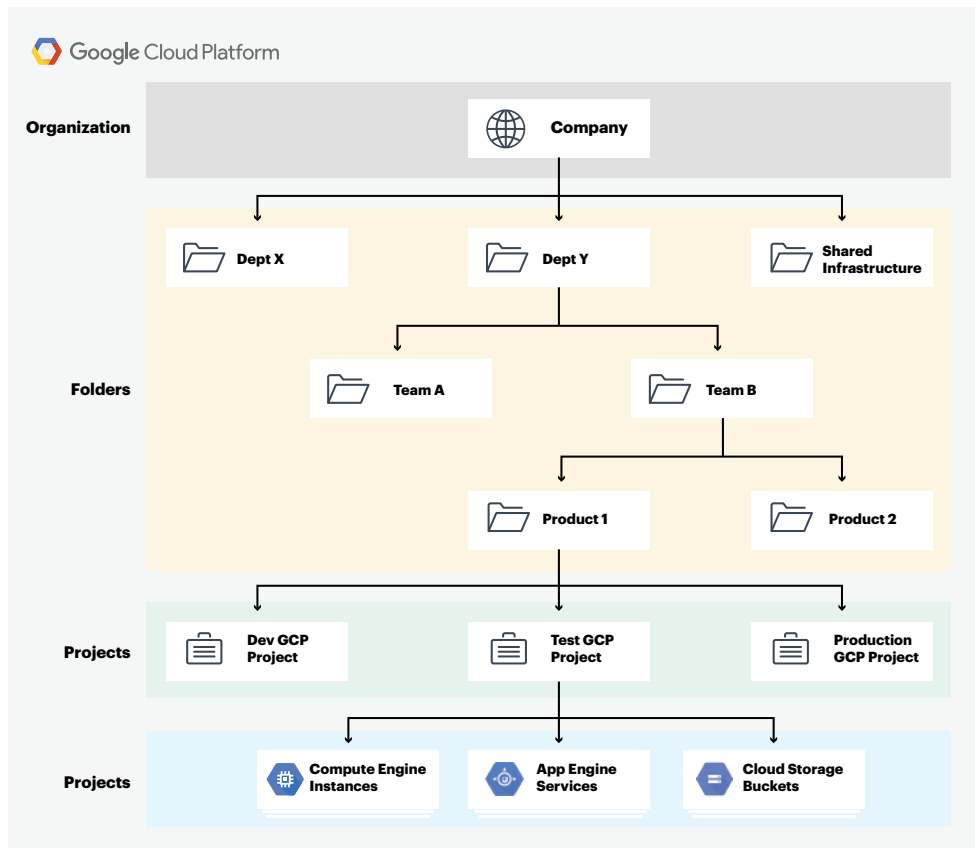 Google Cloud Platform
Organization
Company
Dept X
Dept Y
Shared
Infrastructure
Folders
Team A
Team B
Product 1
Product 2
Projects
Dev GCP
Project
Test GCP
Project
Production
GCP Project
Projects
Compute Engine
Instances
App Engine
Services
Cloud Storage
Buckets